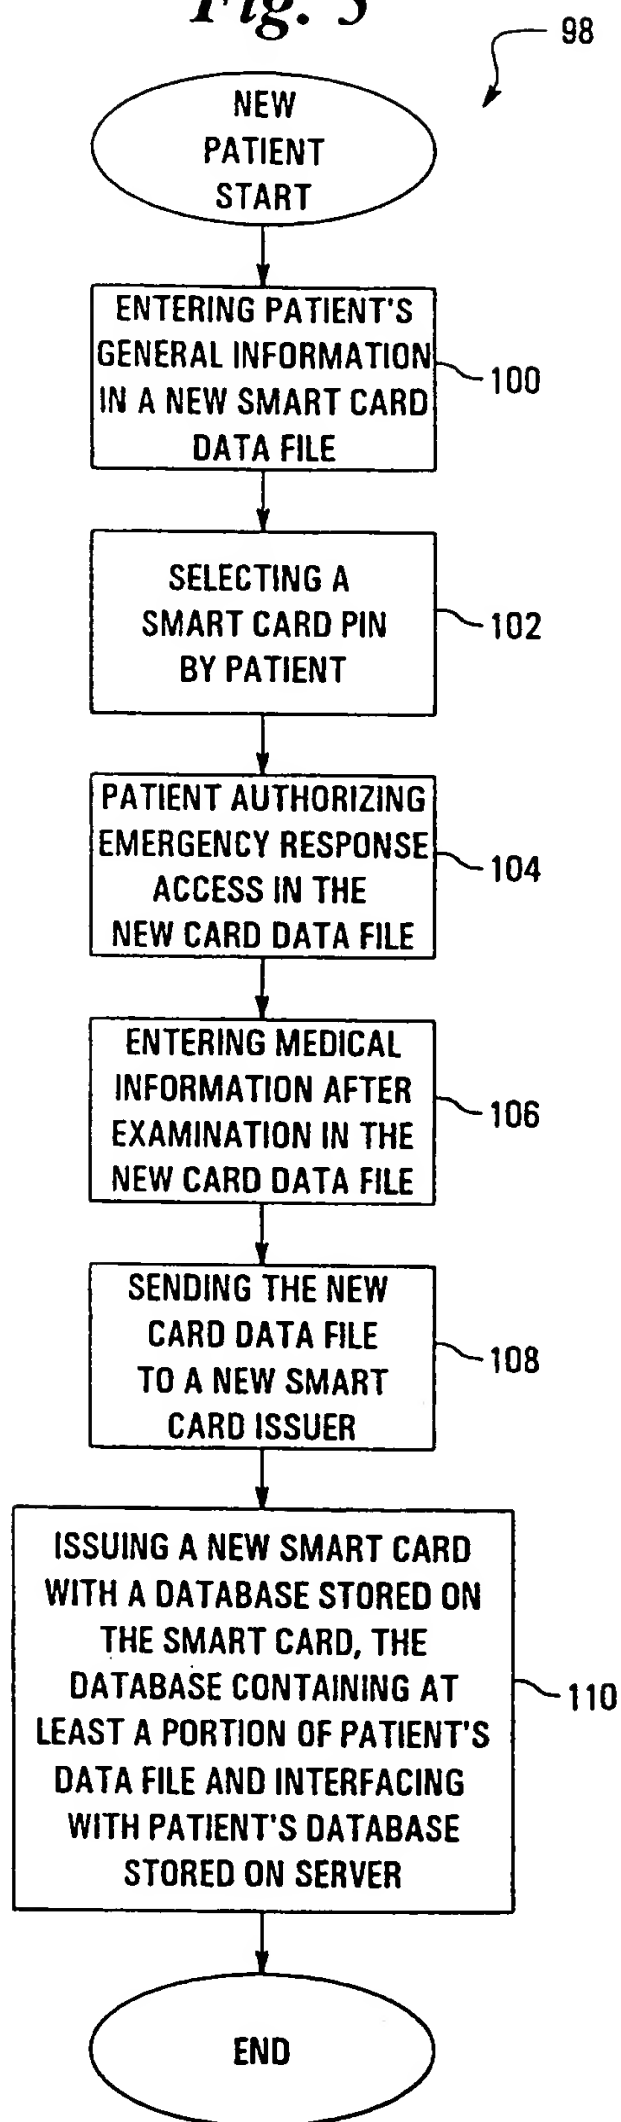 Fig. 5
98
NEW
PATIENT
START
ENTERING PATIENT'S
GENERAL INFORMATION
IN A NEW SMART CARD
DATA FILE
100
SELECTING A
SMART CARD PIN
BY PATIENT
102
PATIENT AUTHORIZING
EMERGENCY RESPONSE
ACCESS IN THE
NEW CARD DATA FILE
104
ENTERING MEDICAL
INFORMATION AFTER
EXAMINATION IN THE
NEW CARD DATA FILE
106
SENDING THE NEW
CARD DATA FILE
TO A NEW SMART
CARD ISSUER
108
ISSUING A NEW SMART CARD
WITH A DATABASE STORED ON
THE SMART CARD, THE
DATABASE CONTAINING AT
LEAST A PORTION OF PATIENT'S
DATA FILE AND INTERFACING
WITH PATIENT'S DATABASE
STORED ON SERVER
110
END